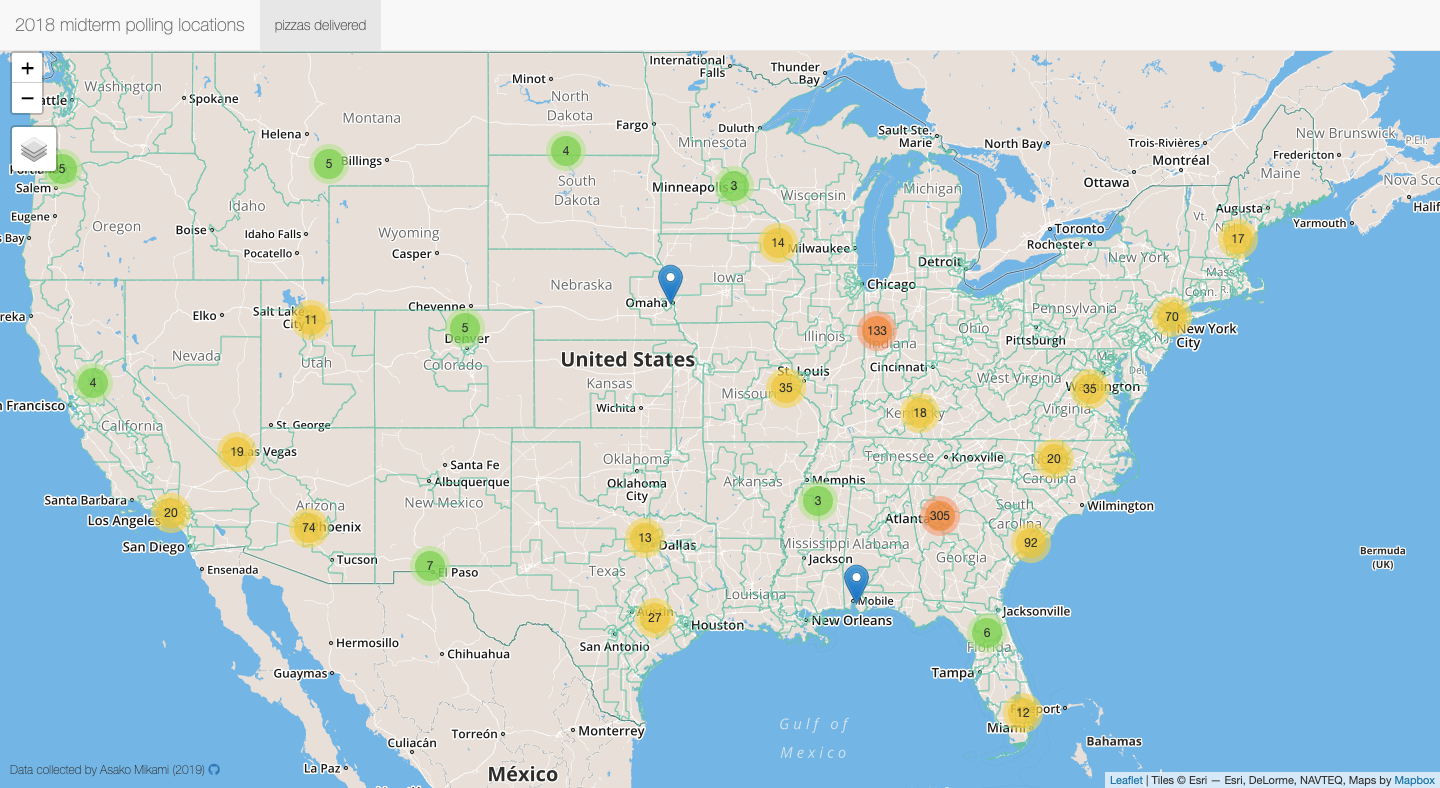 2018 midterm polling locations
pizzas delivered
+
−
International
Falls
Thunder
Bay
Minot
Washington
Spokane
North
Dakota
Montana
Fargo
Duluth
Minnesota
Sault Ste.
Marie
North Bay
Trois-Rivières
New Brunswick
P.E.I.
Helena
Billings
5
4
Montréal
Fredericton
Maine
Ottawa
Nova Sc
5
Salem
South
Dakota
Minneapolis
3
Wisconsin
Michigan
Idaho
Eugene
Oregon
Boise
Idaho Falls
Pocatello
Wyoming
Casper
14
Milwaukee
Detroit
Toronto
Rochester
New York
Vt.
Augusta
Halif
Yarmouth
17
s Bay
Mass.
Conn.
R.I.
Nebraska
Omaha
Iowa
Chicago
Pennsylvania
reka
Elko
Salt Lake
City
11
Utah
Cheyenne
5
Denver
Colorado
Nevada
United States
Kansas
Wichita
Illinois
133
Indiana
Ohio
Pittsburgh
70
New York
City
N.J.
Cincinnati
St. Louis
35
West Virginia
Md.
Del.
35
Washington
Virginia
4
n Francisco
California
St. George
18
19
as Vegas
Santa Fe
Albuquerque
New Mexico
Oklahoma
Oklahoma
City
Arkansas
Tennessee
Knoxville
20
Carolina
Memphis
3
Santa Barbara
Los Angeles
20
San Diego
Arizona
74
Phoenix
Tucson
Ensenada
South
Carolina
Wilmington
Atlanta
305
Georgia
92
13
Dallas
Mississippi
Alabama
Jackson
7
El Paso
Texas
Louisiana
Mobile
New Orleans
Jacksonville
Bermuda
(UK)
27
Houston
San Antonio
6
Florida
Tampa
Hermosillo
Chihuahua
Guaymas
12
Freeport
Miami
Bahamas
Gulf of
Mexico
Monterrey
Torreón
Culiacán
La Paz
México
Data collected by Asako Mikami (2019)
Leaflet | Tiles © Esri — Esri, DeLorme, NAVTEQ, Maps by Mapbox